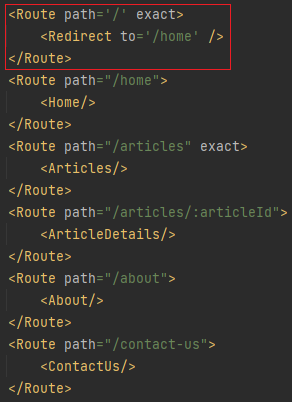 <Route path='/' exact>
    <Redirect to='/home' />
</Route>
<Route path="/home">
    <Home/>
</Route>
<Route path="/articles" exact>
    <Articles/>
</Route>
<Route path="/articles/:articleId">
    <ArticleDetails/>
</Route>
<Route path="/about">
    <About/>
</Route>
<Route path="/contact-us">
    <ContactUs/>
</Route>